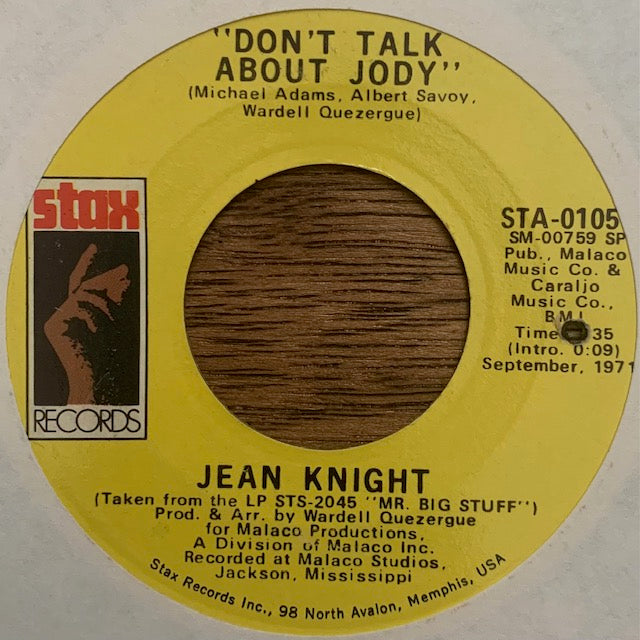 "DON'T TALK
ABOUT JODY"
(Michael Adams, Albert Savoy,
Wardell Quezergue)
stax
RECORDS
STA-0105
SM-00759 SP
Pub., Malaco
Music Co. &
Caraljo
Music Co.,
BMI
Time 35
(Intro. 0:09)
September, 1971
JEAN KNIGHT
(Taken from the LP STS-2045 "MR. BIG STUFF")
Prod. & Arr. by Wardell Quezergue
for Malaco Productions,
A Division of Malaco Inc.
Recorded at Malaco Studios,
Jackson, Mississippi
Stax Records Inc., 98 North Avalon, Memphis, USA